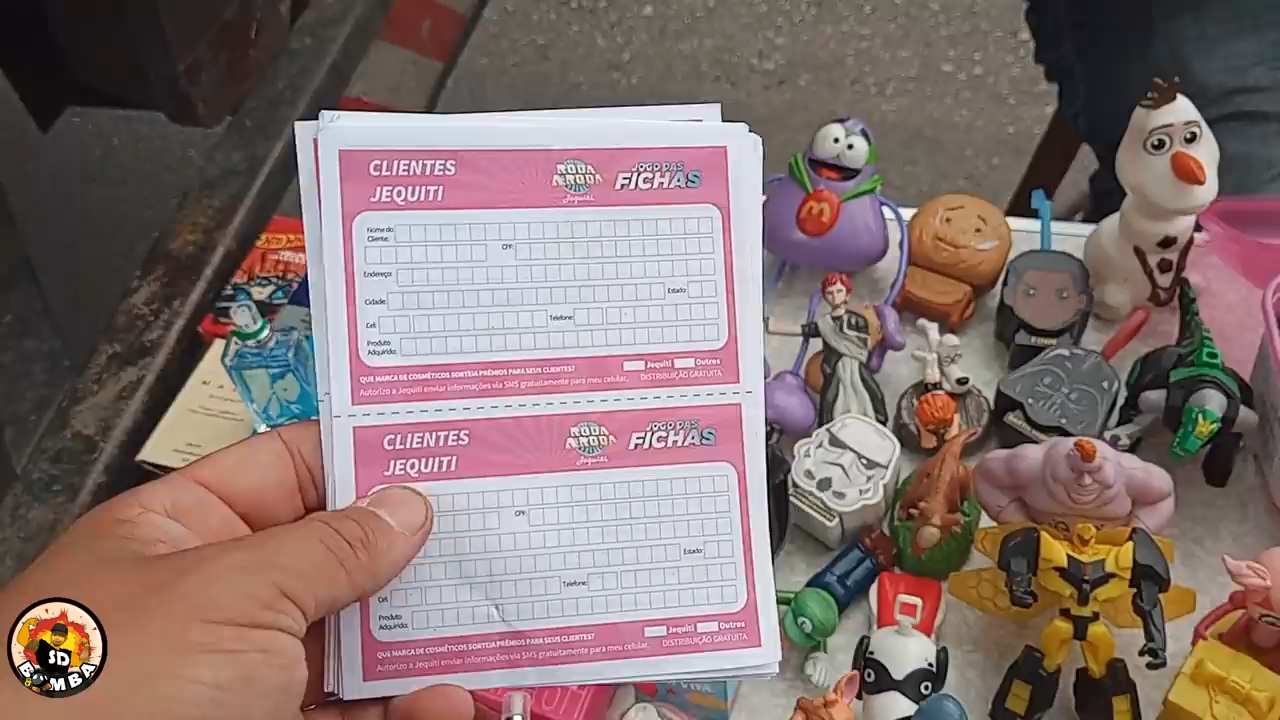 CLIENTES
JEQUITI
RODA
A RODA
Jequiti
JOGO DAS
FICHAS
Nome do
Cliente:
CPF:
Endereço:
Cidade:
Estado:
Cel:
Telefone:
Produto
Adquirido:
QUE MARCA DE COSMÉTICOS SORTEIA PRÊMIOS PARA SEUS CLIENTES?
Jequiti
Outros
Autorizo a Jequiti enviar informações via SMS gratuitamente para meu celular.
DISTRIBUIÇÃO GRATUITA
CLIENTES
JEQUITI
RODA
A RODA
Jequiti
JOGO DAS
FICHAS
CPF:
Estado:
Cel:
Telefone:
Produto
Adquirido:
QUE MARCA DE COSMÉTICOS SORTEIA PRÊMIOS PARA SEUS CLIENTES?
Jequiti
Outros
Autorizo a Jequiti enviar informações via SMS gratuitamente para meu celular.
DISTRIBUIÇÃO GRATUITA
M
SD
BOMBA